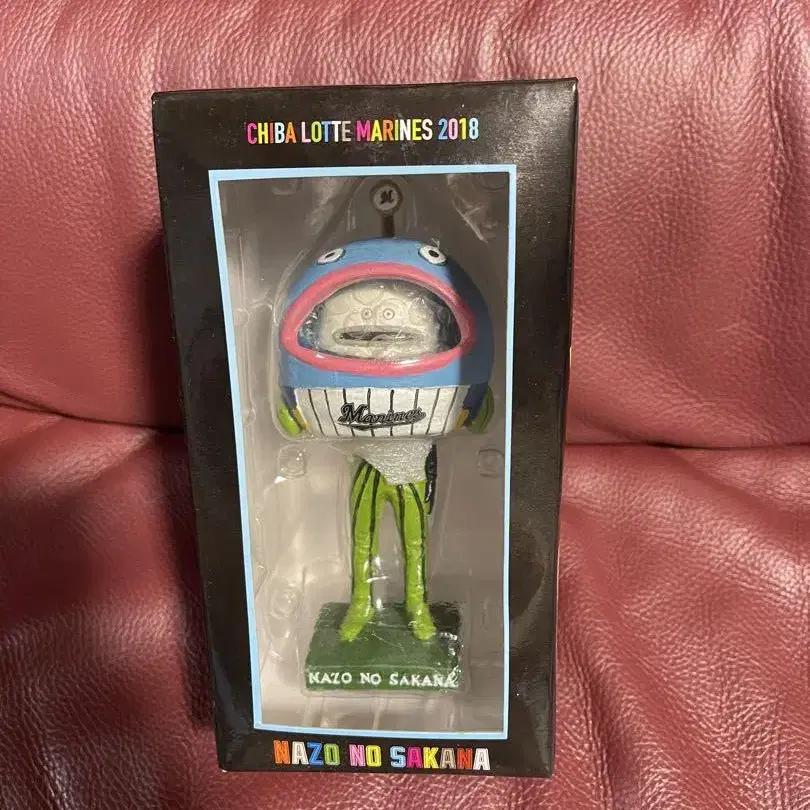 CHIBA LOTTE MARINES 2018
M
Marines
NAZO NO SAKANA
NAZO NO SAKANA